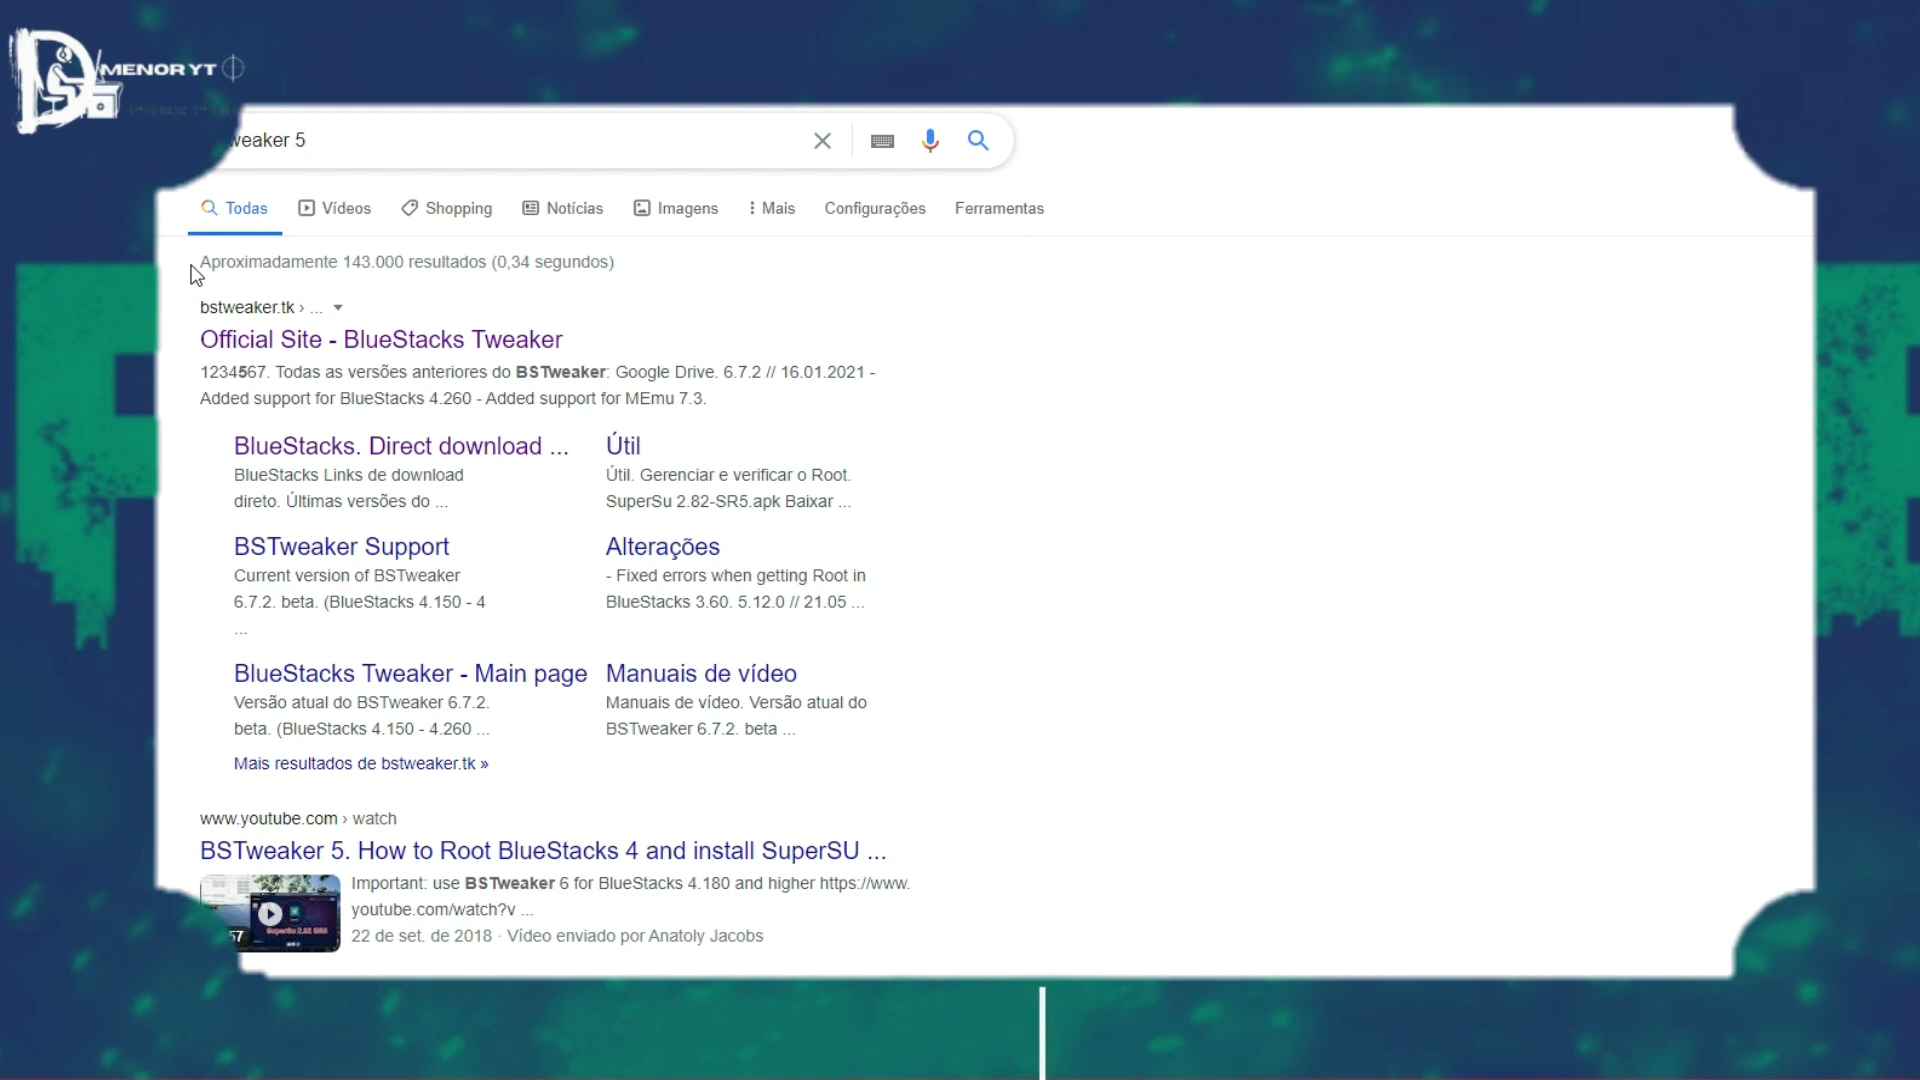 MENOR YT
weaker 5
Todas
Vídeos
Shopping
Notícias
Imagens
Mais
Configurações
Ferramentas
Aproximadamente 143.000 resultados (0,34 segundos)
bstweaker.tk › ...
Official Site - BlueStacks Tweaker
1234567. Todas as versões anteriores do BSTweaker: Google Drive. 6.7.2 // 16.01.2021 -
Added support for BlueStacks 4.260 - Added support for MEmu 7.3.
BlueStacks. Direct download ...
BlueStacks Links de download
direto. Últimas versões do ...
Útil
Útil. Gerenciar e verificar o Root.
SuperSu 2.82-SR5.apk Baixar ...
BSTweaker Support
Current version of BSTweaker
6.7.2. beta. (BlueStacks 4.150 - 4
...
Alterações
- Fixed errors when getting Root in
BlueStacks 3.60. 5.12.0 // 21.05 ...
BlueStacks Tweaker - Main page
Versão atual do BSTweaker 6.7.2.
beta. (BlueStacks 4.150 - 4.260 ...
Manuais de vídeo
Manuais de vídeo. Versão atual do
BSTweaker 6.7.2. beta ...
Mais resultados de bstweaker.tk »
www.youtube.com › watch
BSTweaker 5. How to Root BlueStacks 4 and install SuperSU ...
Important: use BSTweaker 6 for BlueStacks 4.180 and higher https://www.
youtube.com/watch?v ...
22 de set. de 2018 · Vídeo enviado por Anatoly Jacobs
57